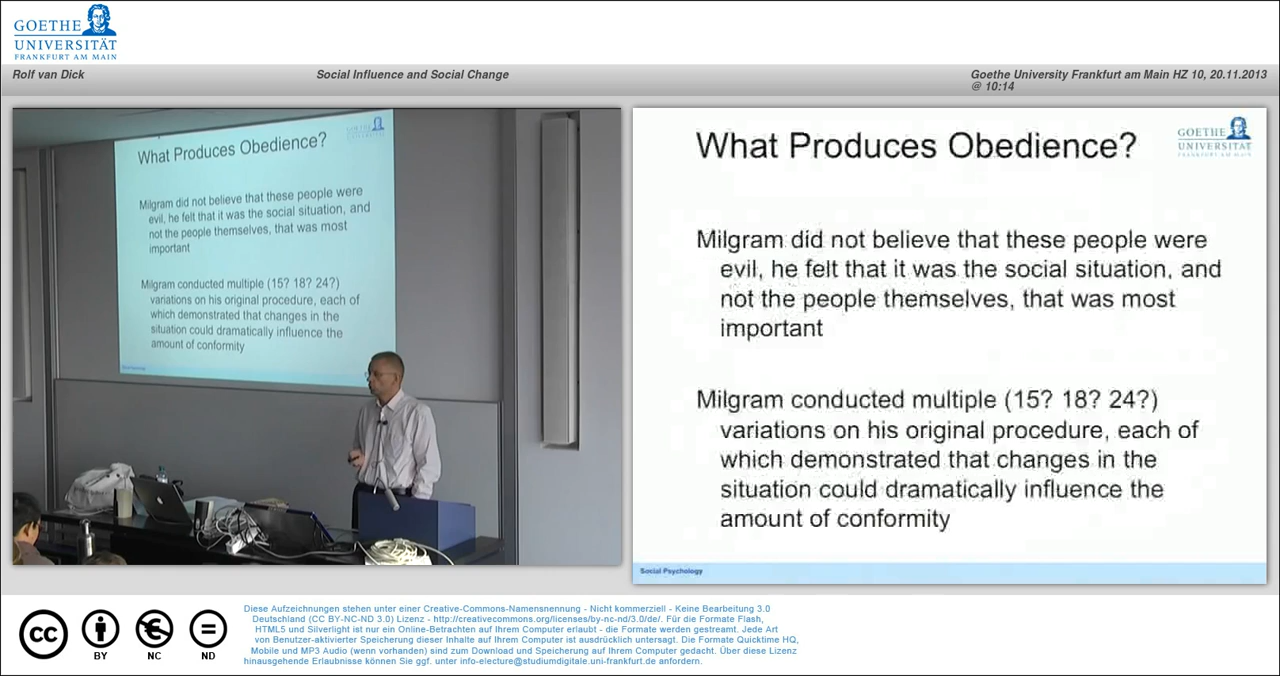 GOETHE
UNIVERSITÄT
FRANKFURT AM MAIN
Rolf van Dick
Social Influence and Social Change
Goethe University Frankfurt am Main HZ 10, 20.11.2013
@ 10:14
What Produces Obedience?
Milgram did not believe that these people were
evil, he felt that it was the social situation, and
not the people themselves, that was most
important
Milgram conducted multiple (15? 18? 24?)
variations on his original procedure, each of
which demonstrated that changes in the
situation could dramatically influence the
amount of conformity
What Produces Obedience?
GOETHE
UNIVERSITÄT
FRANKFURT AM MAIN
Milgram did not believe that these people were
evil, he felt that it was the social situation, and
not the people themselves, that was most
important
Milgram conducted multiple (15? 18? 24?)
variations on his original procedure, each of
which demonstrated that changes in the
situation could dramatically influence the
amount of conformity
Social Psychology
cc
BY
NC
ND
Diese Aufzeichnungen stehen unter einer Creative-Commons-Namensnennung - Nicht kommerziell - Keine Bearbeitung 3.0
Deutschland (CC BY-NC-ND 3.0) Lizenz - http://creativecommons.org/licenses/by-nc-nd/3.0/de/. Für die Formate Flash,
HTML5 und Silverlight ist nur ein Online-Betrachten auf Ihrem Computer erlaubt - die Formate werden gestreamt. Jede Art
von Benutzer-aktivierter Speicherung dieser Inhalte auf Ihrem Computer ist ausdrücklich untersagt. Die Formate Quicktime HQ,
Mobile und MP3 Audio (wenn vorhanden) sind zum Download und Speicherung auf Ihrem Computer gedacht. Über diese Lizenz
hinausgehende Erlaubnisse können Sie ggf. unter info-electure@studiumdigitale.uni-frankfurt.de anfordern.